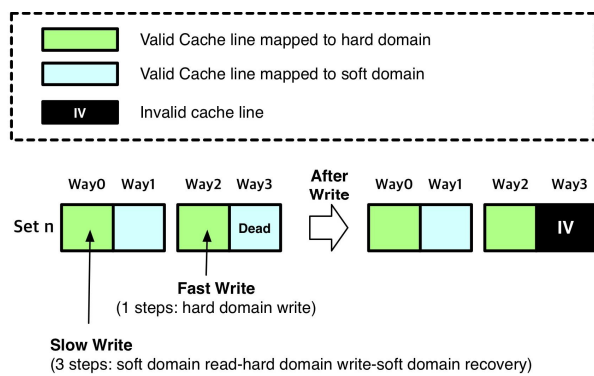 Valid Cache line mapped to hard domain
Valid Cache line mapped to soft domain
IV Invalid cache line
After
Write
Way0 Way1 Way2 Way3 Way0 Way1 Way2 Way3
Set n Dead IV
Fast Write
(1 steps: hard domain write)
Slow Write
(3 steps: soft domain read-hard domain write-soft domain recovery)